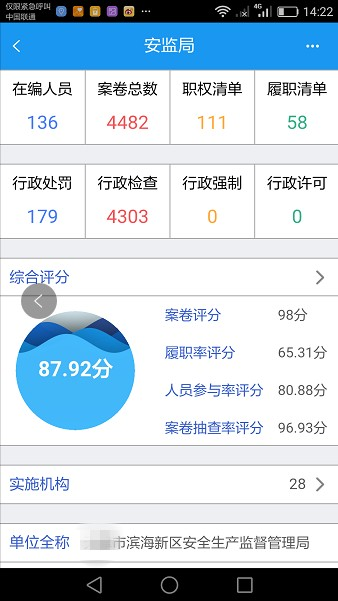 仅限紧急呼叫
中国联通
4G
14:22
安监局
在编人员 案卷总数 职权清单 履职清单
136 4482 111 58
行政处罚 行政检查 行政强制 行政许可
179 4303 0 0
综合评分
87.92分
案卷评分 98分
履职率评分 65.31分
人员参与率评分 80.88分
案卷抽查率评分 96.93分
实施机构 28
单位全称 市滨海新区安全生产监督管理局